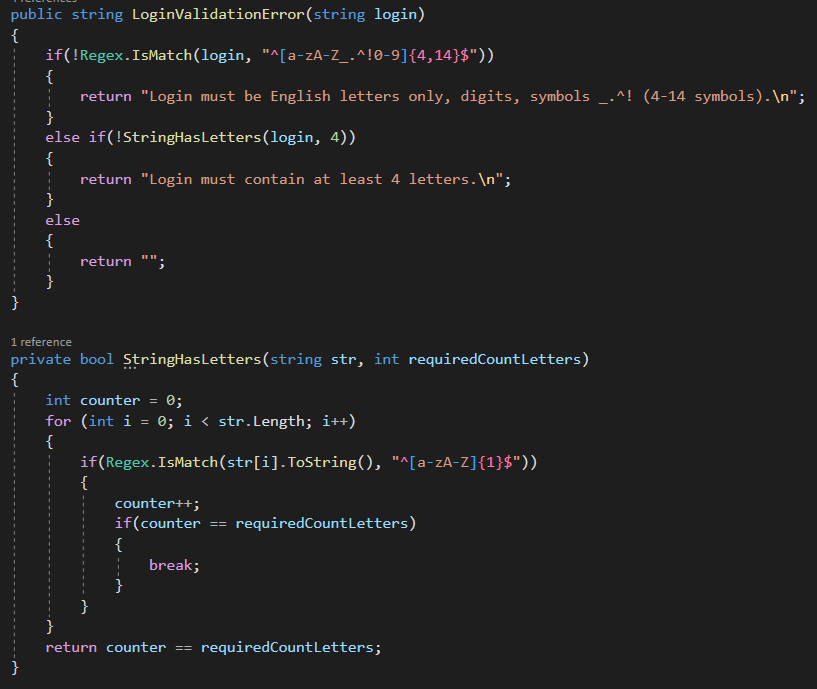 public string LoginValidationError(string login)
{
    if(!Regex.IsMatch(login, "^[a-zA-Z_.^!0-9]{4,14}$"))
    {
        return "Login must be English letters only, digits, symbols _.^! (4-14 symbols).\n";
    }
    else if(!StringHasLetters(login, 4))
    {
        return "Login must contain at least 4 letters.\n";
    }
    else
    {
        return "";
    }
}
1 reference
private bool StringHasLetters(string str, int requiredCountLetters)
{
    int counter = 0;
    for (int i = 0; i < str.Length; i++)
    {
        if(Regex.IsMatch(str[i].ToString(), "^[a-zA-Z]{1}$"))
        {
            counter++;
            if(counter == requiredCountLetters)
            {
                break;
            }
        }
    }
    return counter == requiredCountLetters;
}